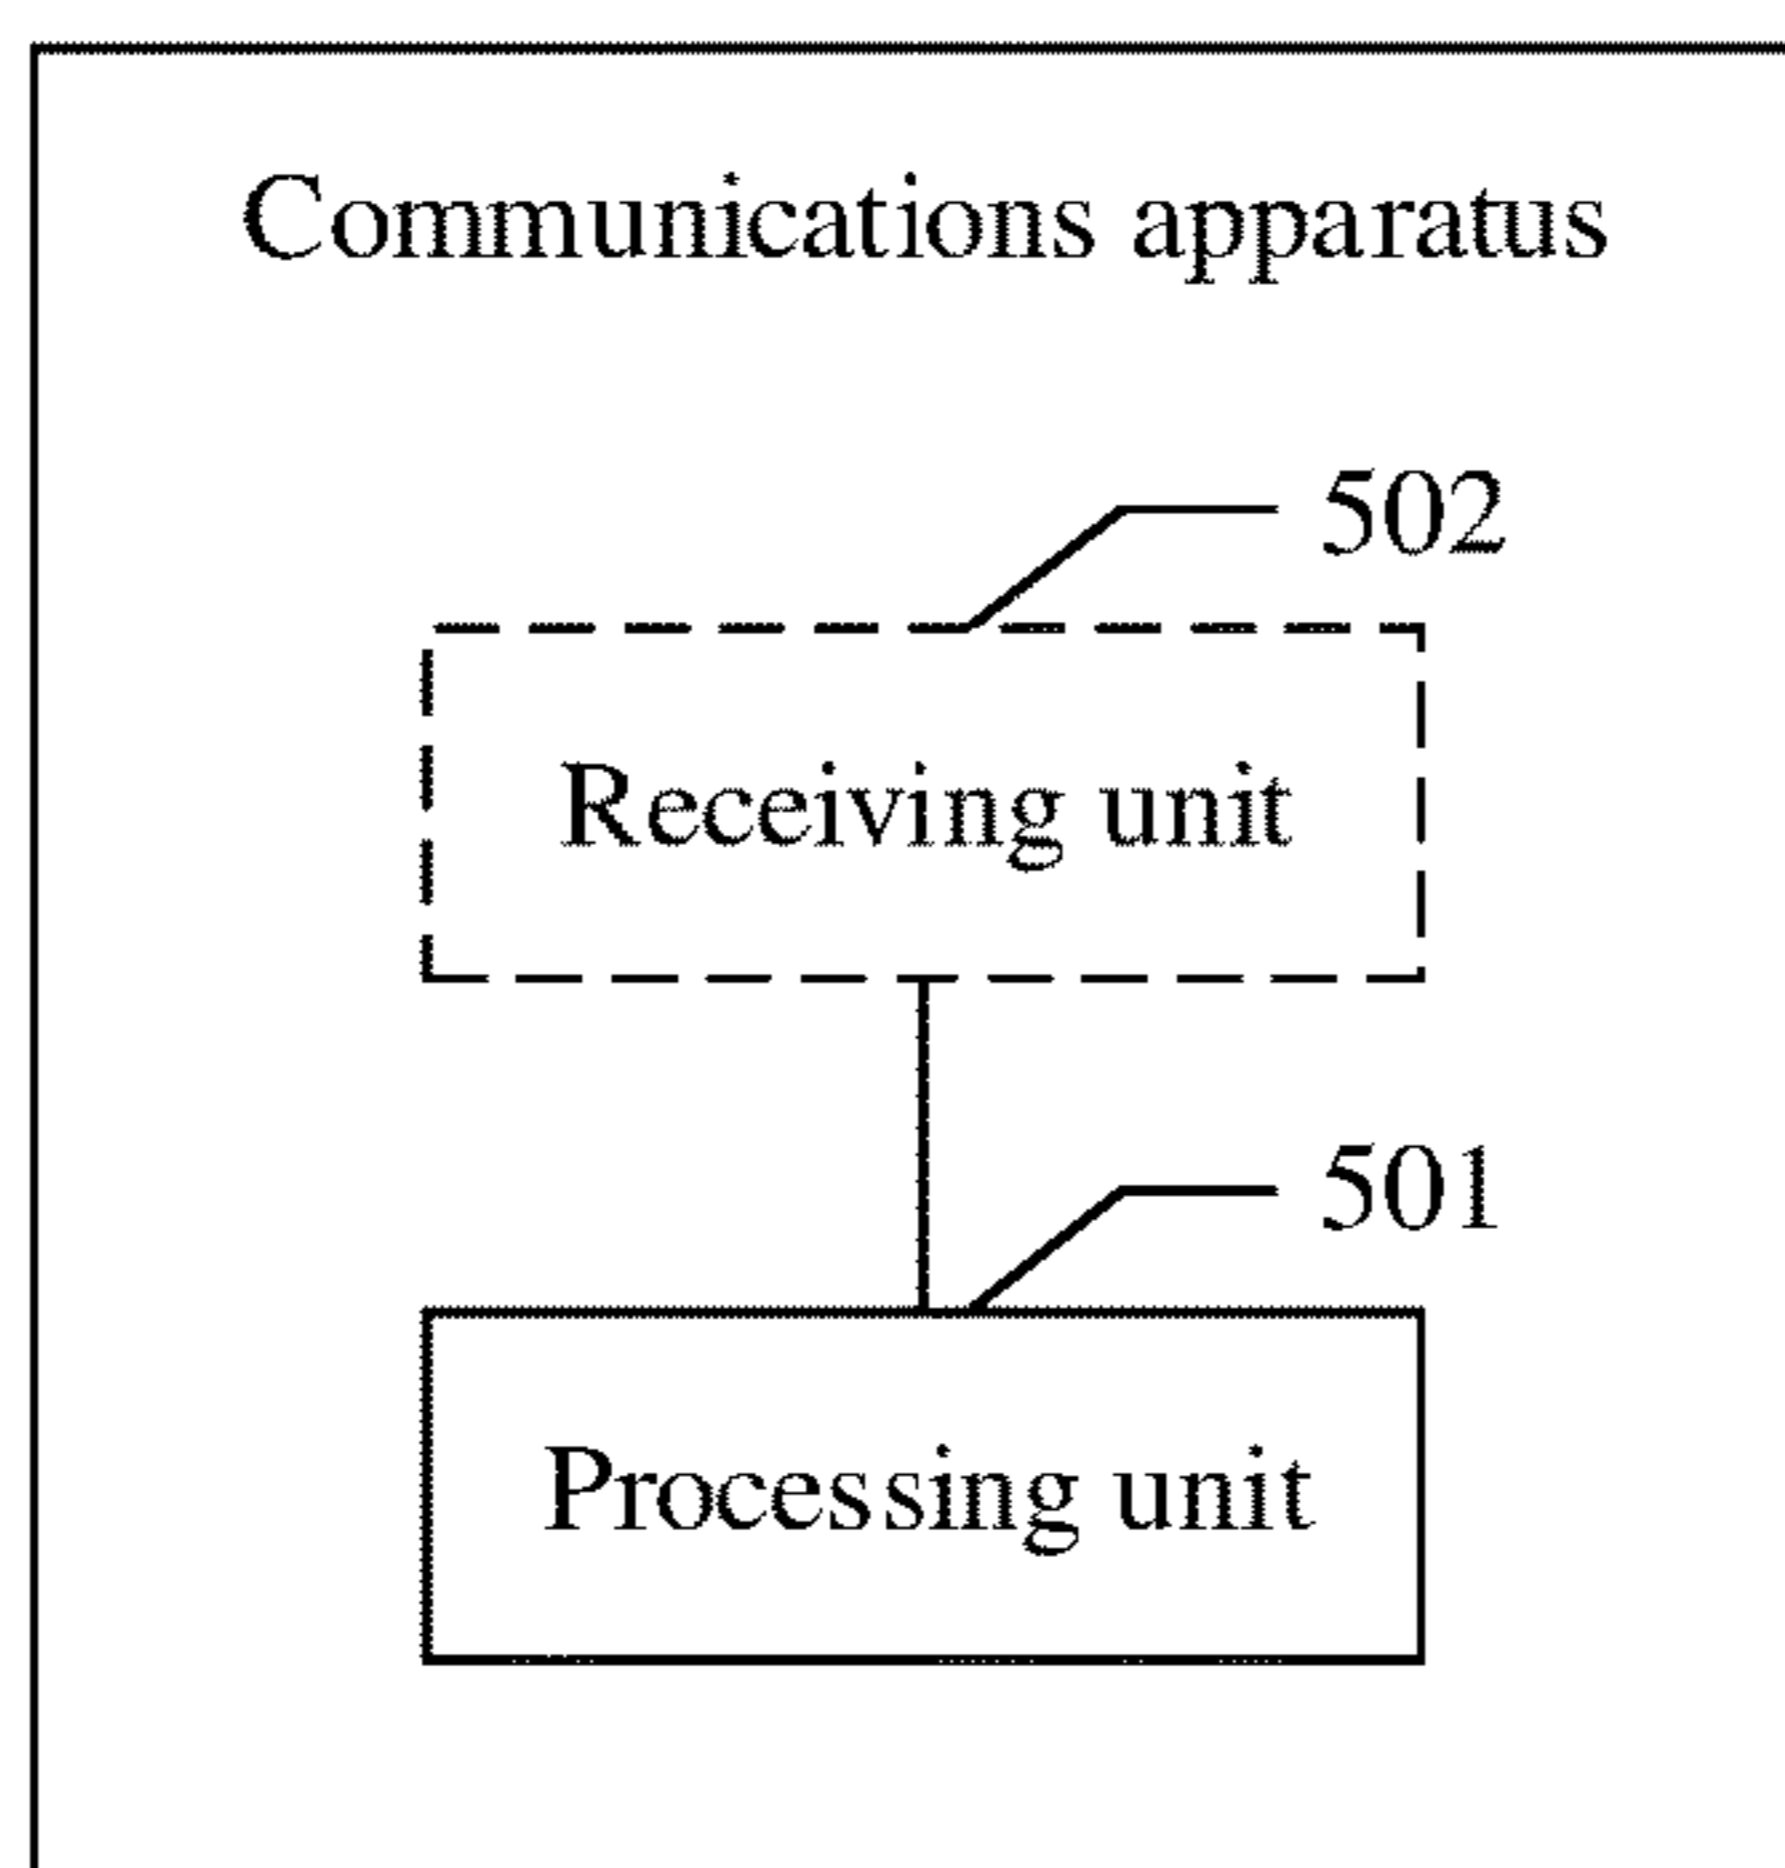 Communications apparatus
502
Receiving unit
501
Processing unit